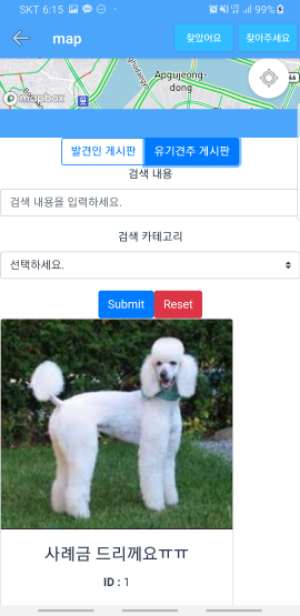 SKT 6:15
99%
map
찾았어요
찾아주세요
Apgujeong-
dong
mapbox
46
발견인 게시판
유기견주 게시판
검색 내용
검색 내용을 입력하세요.
검색 카테고리
선택하세요.
Submit
Reset
사례금 드리께요ㅠㅠ
ID : 1